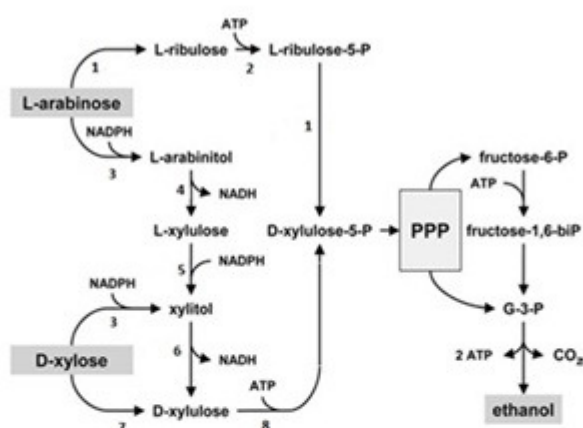 ATP
L-ribulose L-ribulose-5-P
1 2
L-arabinose
NADPH 1
3 L-arabinitol fructose-6-P
4 NADH ATP
L-xylulose D-xylulose-5-P PPP fructose-1,6-biP
5 NADPH
NADPH
3 xylitol G-3-P
6 NADH 2 ATP CO₂
D-xylose
ATP
7 D-xylulose 8 ethanol